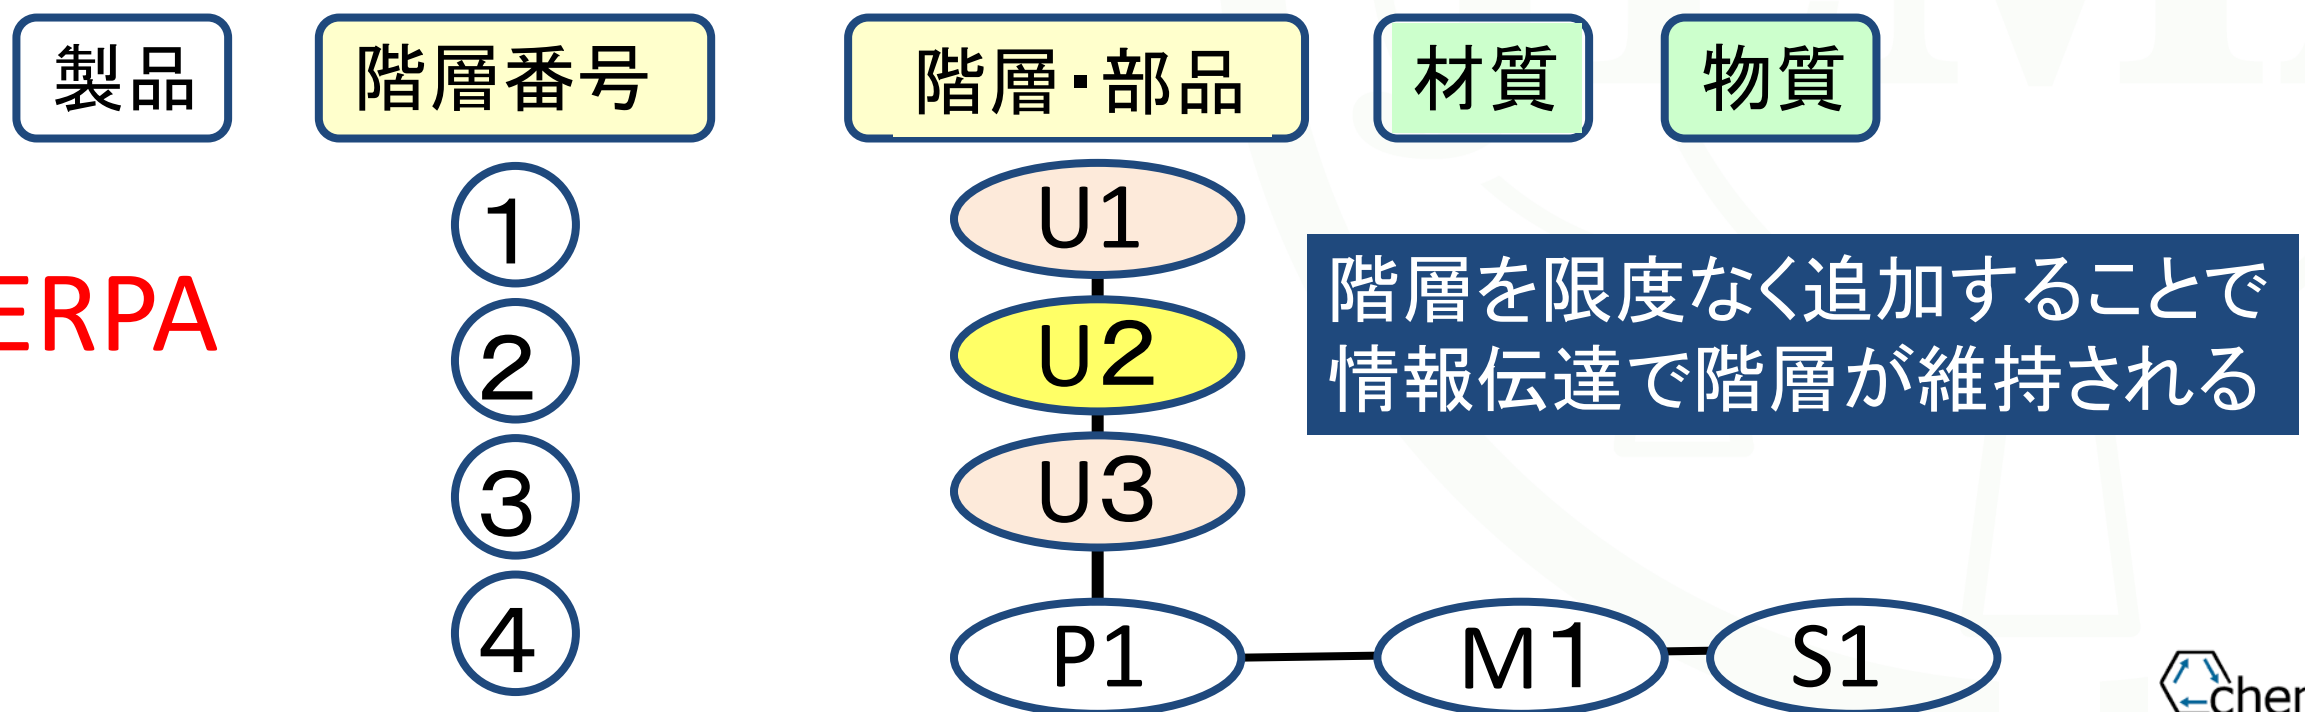 製品 階層番号 階層・部品 材質 物質
1 U1
ERPA
2 U2
階層を限度なく追加することで
情報伝達で階層が維持される
3 U3
4 P1 M1 S1
cher